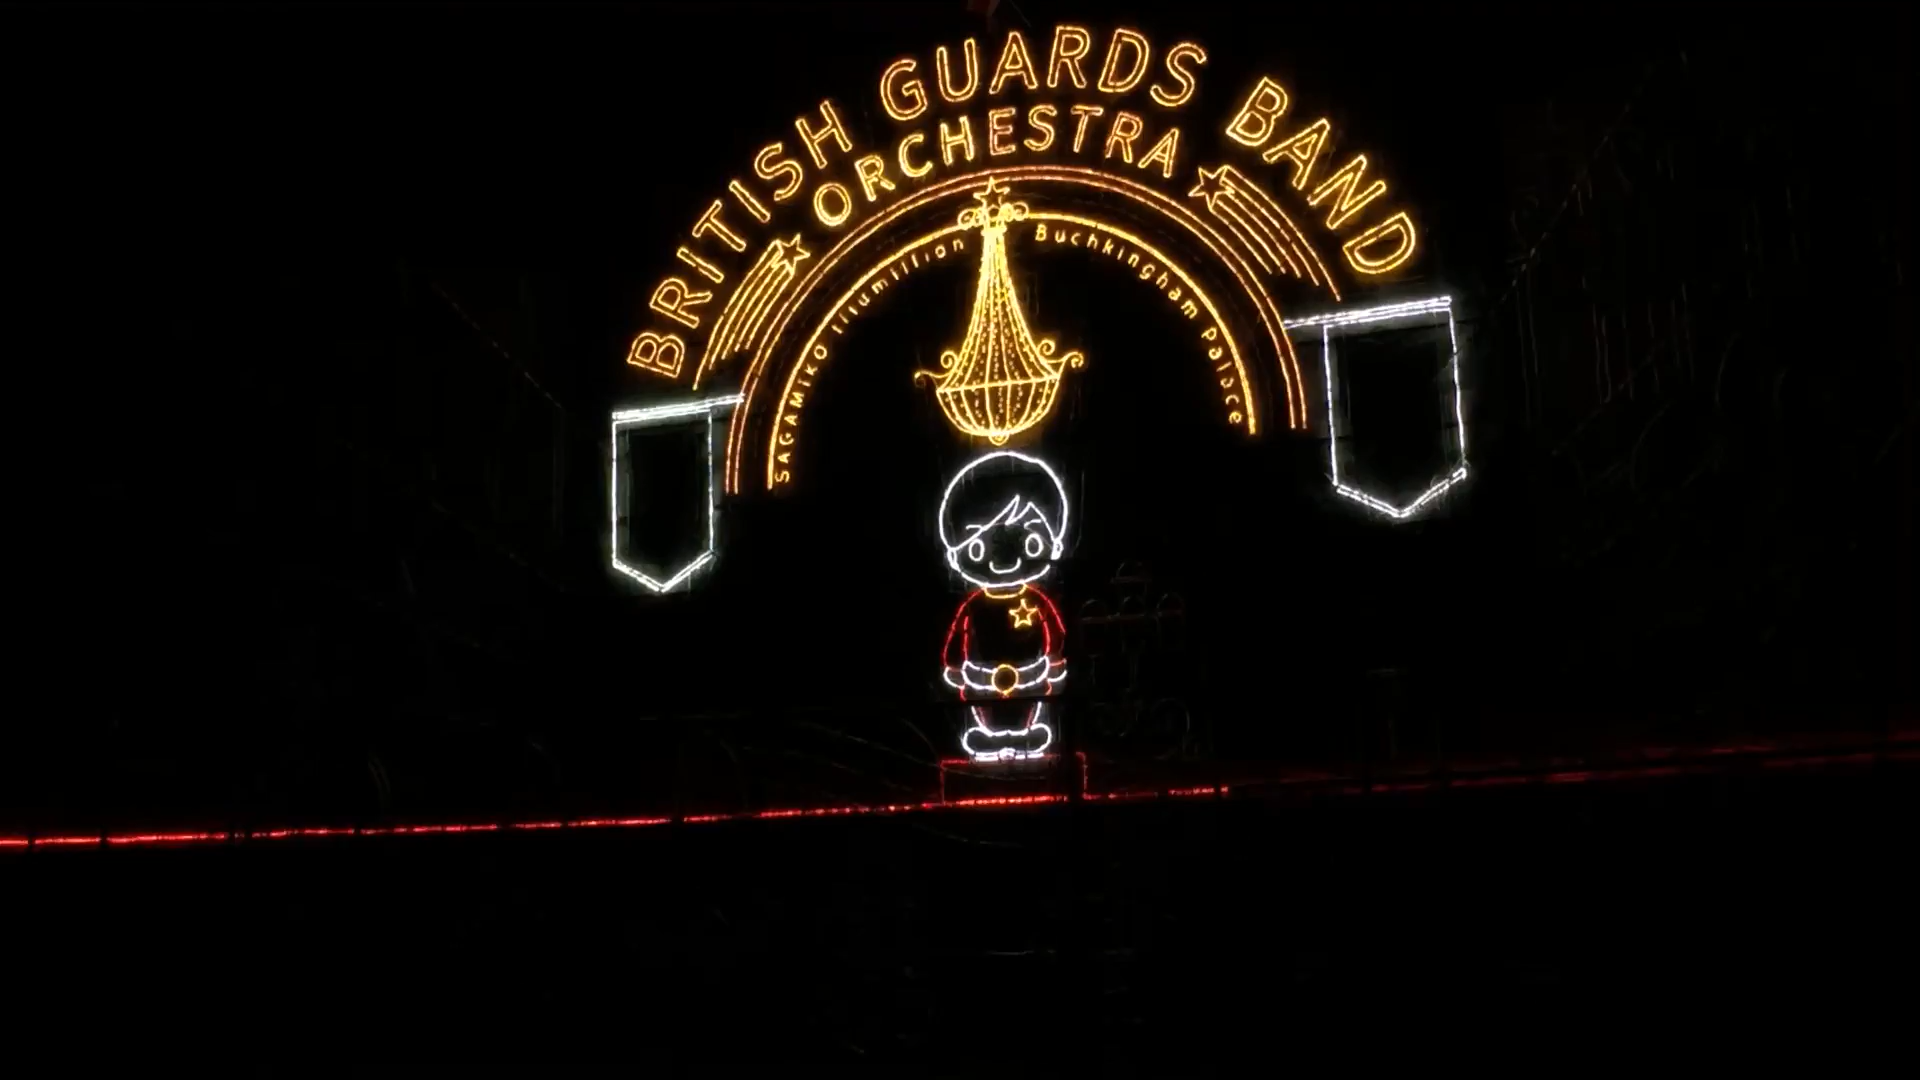 BRITISH GUARDS BAND
ORCHESTRA
SAGAMiKO Illumillion Buchkingham Palace